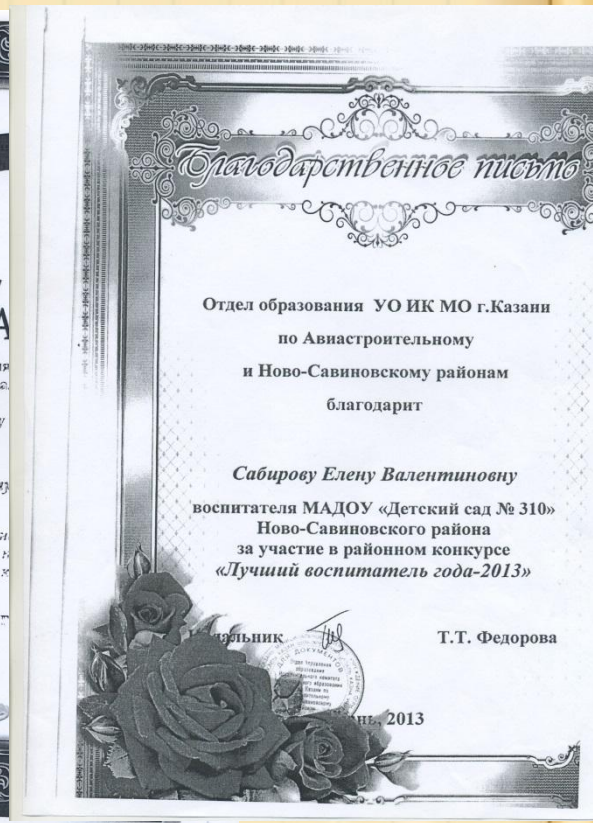 Благодарственное письмо
Отдел образования УО ИК МО г.Казани
по Авиастроительному
и Ново-Савиновскому районам
благодарит
Сабирову Елену Валентиновну
воспитателя МАДОУ «Детский сад № 310»
Ново-Савиновского района
за участие в районном конкурсе
«Лучший воспитатель года-2013»
Т.Т. Федорова
ДОКУМЕНТОВ
2013